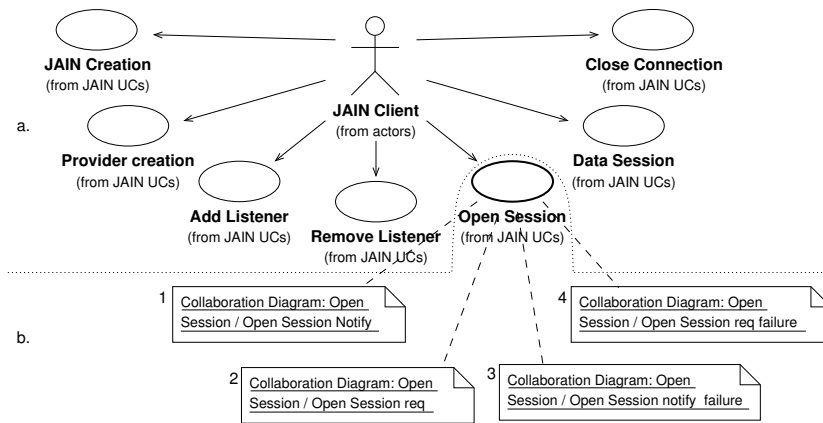 JAIN Creation
(from JAIN UCs)
Close Connection
(from JAIN UCs)
JAIN Client
(from actors)
a.
Provider creation
(from JAIN UCs)
Data Session
(from JAIN UCs)
Add Listener
(from JAIN UCs)
Open Session
(from JAIN UCs)
Remove Listener
(from JAIN UCs)
b.
1
Collaboration Diagram: Open
Session / Open Session Notify
4
Collaboration Diagram: Open
Session / Open Session req failure
2
Collaboration Diagram: Open
Session / Open Session req
3
Collaboration Diagram: Open
Session / Open Session notify failure